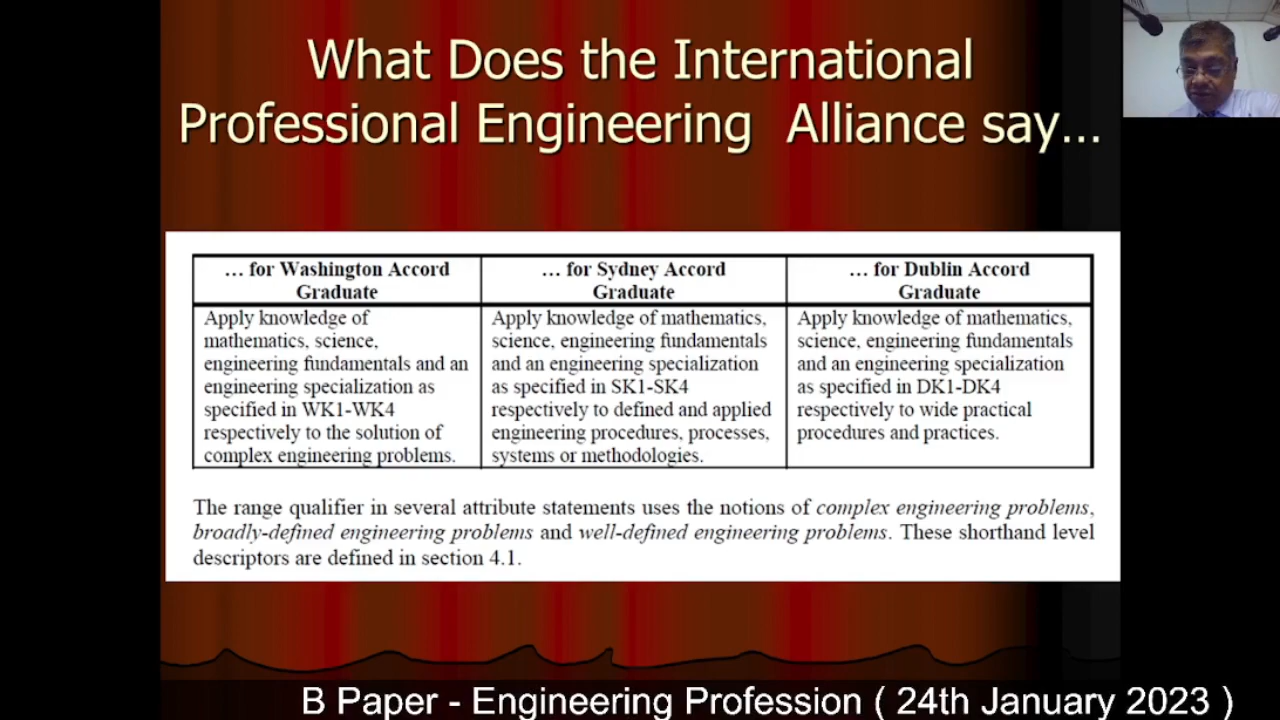 What Does the International
Professional Engineering Alliance say...
... for Washington Accord
Graduate
... for Sydney Accord
Graduate
... for Dublin Accord
Graduate
Apply knowledge of
mathematics, science,
engineering fundamentals and an
engineering specialization as
specified in WK1-WK4
respectively to the solution of
complex engineering problems.
Apply knowledge of mathematics,
science, engineering fundamentals
and an engineering specialization
as specified in SK1-SK4
respectively to defined and applied
engineering procedures, processes,
systems or methodologies.
Apply knowledge of mathematics,
science, engineering fundamentals
and an engineering specialization
as specified in DK1-DK4
respectively to wide practical
procedures and practices.
The range qualifier in several attribute statements uses the notions of complex engineering problems,
broadly-defined engineering problems and well-defined engineering problems. These shorthand level
descriptors are defined in section 4.1.
B Paper - Engineering Profession ( 24th January 2023 )